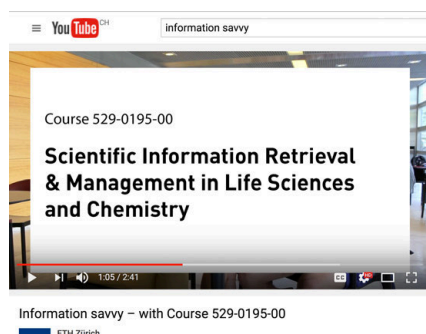 YouTube CH
information savvy
Course 529-0195-00
Scientific Information Retrieval
& Management in Life Sciences
and Chemistry
1:05 / 2:41
CC
HD
Information savvy – with Course 529-0195-00
ETH Zürich